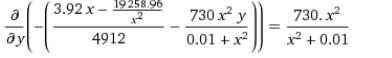 ∂/∂y(-((3.92 x - 19258.96/x²)/4912 - 730 x² y/(0.01 + x²))) = 730. x²/(x² + 0.01)